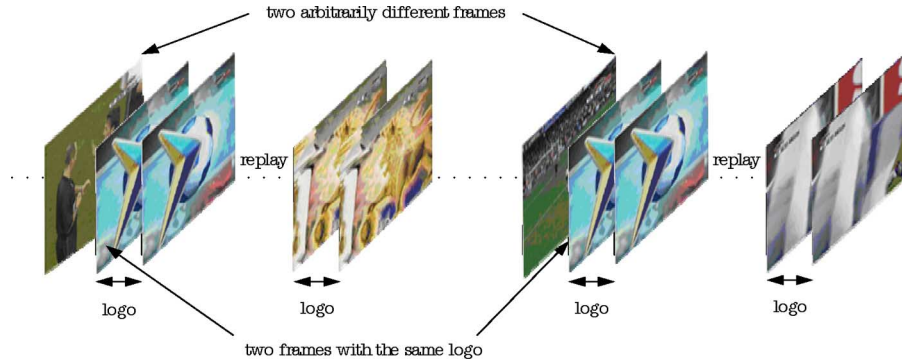 two arbitrarily different frames
replay
replay
logo
logo
logo
logo
two frames with the same logo